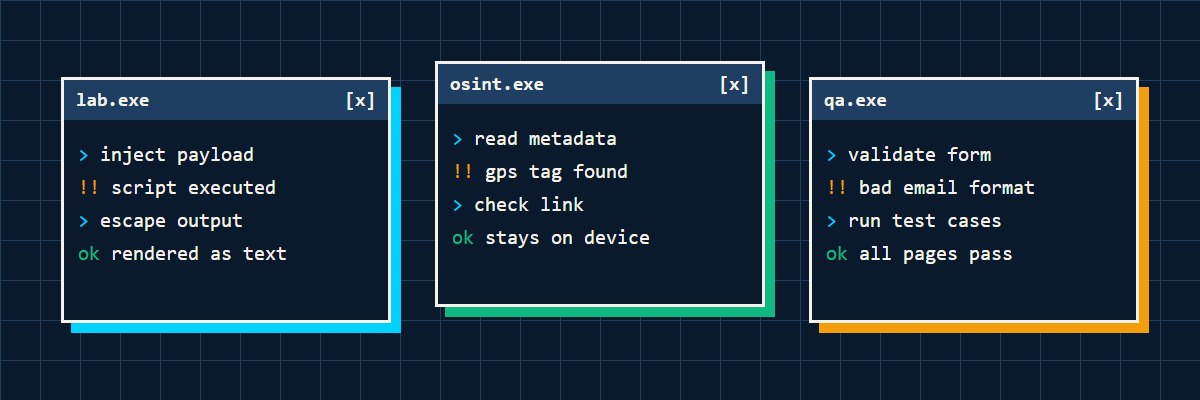 lab.exe [x]
> inject payload
!! script executed
> escape output
ok rendered as text
osint.exe [x]
> read metadata
!! gps tag found
> check link
ok stays on device
qa.exe [x]
> validate form
!! bad email format
> run test cases
ok all pages pass